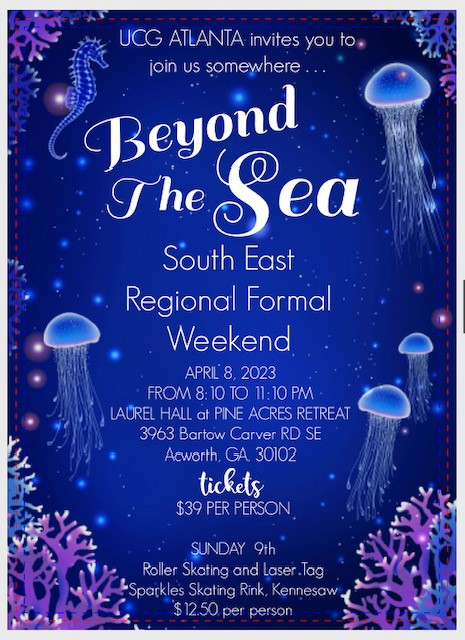 UCG ATLANTA invites you to
join us somewhere . . .
Beyond
The Sea
South East
Regional Formal
Weekend
APRIL 8, 2023
FROM 8:10 TO 11:10 PM
LAUREL HALL at PINE ACRES RETREAT
3963 Bartow Carver RD SE
Acworth, GA. 30102
tickets
$39 PER PERSON
SUNDAY 9th
Roller Skating and Laser Tag
Sparkles Skating Rink, Kennesaw
$12.50 per person